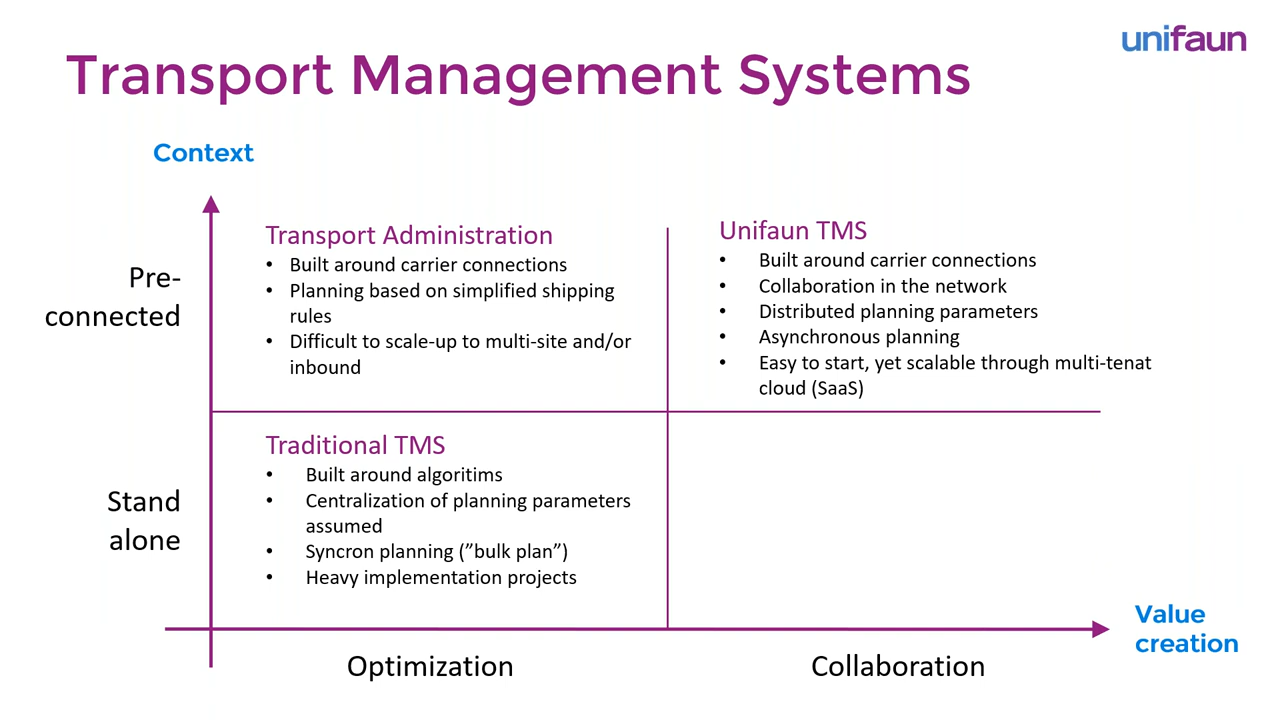 unifaun
Transport Management Systems
Context
Pre-
connected
Transport Administration
• Built around carrier connections
• Planning based on simplified shipping
rules
• Difficult to scale-up to multi-site and/or
inbound
Unifaun TMS
• Built around carrier connections
• Collaboration in the network
• Distributed planning parameters
• Asynchronous planning
• Easy to start, yet scalable through multi-tenat
cloud (SaaS)
Stand
alone
Traditional TMS
• Built around algoritims
• Centralization of planning parameters
assumed
• Syncron planning (”bulk plan”)
• Heavy implementation projects
Value
creation
Optimization
Collaboration